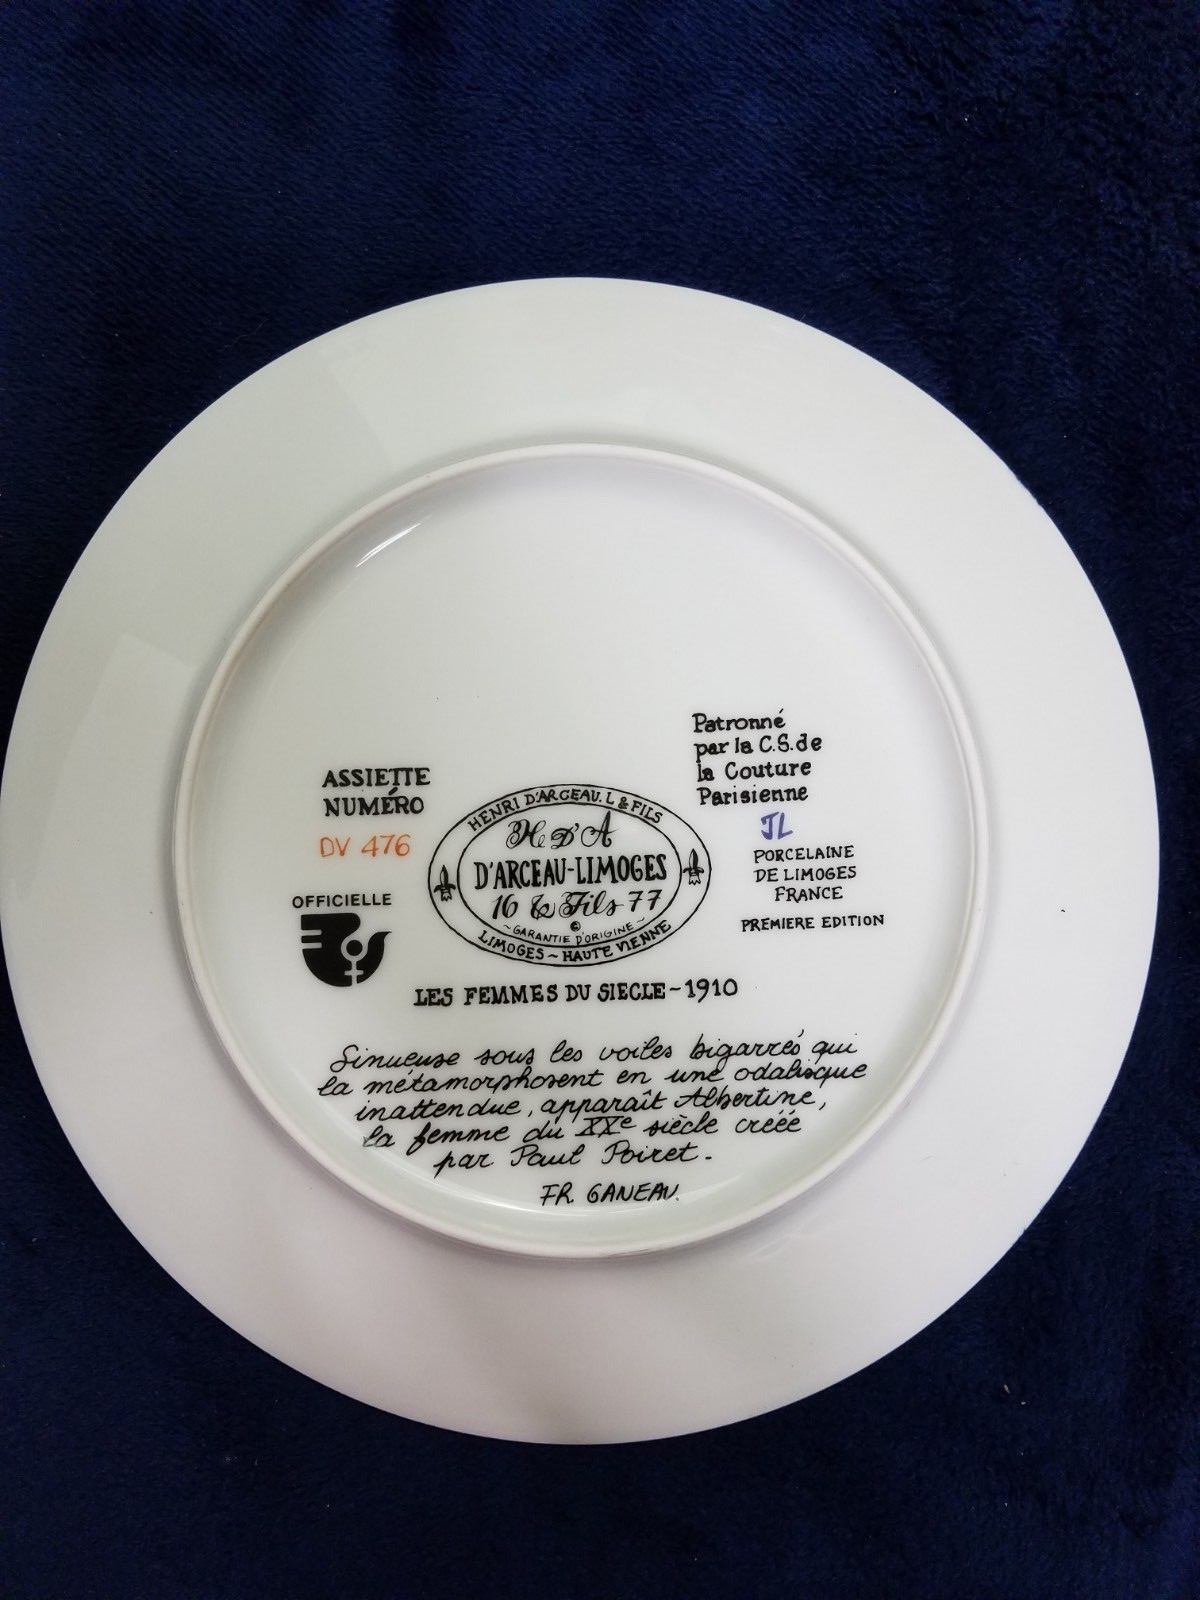 Patronné
par la C.S. de
la Couture
Parisienne
ASSIETTE
NUMÉRO
DV 476
HENRI D'ARCEAU. L & FILS
H D'A
D'ARCEAU-LIMOGES
16 & Fils 77
©
~GARANTIE D'ORIGINE~
LIMOGES ~ HAUTE VIENNE
JL
PORCELAINE
DE LIMOGES
FRANCE
PREMIERE EDITION
OFFICIELLE
LES FEMMES DU SIECLE ~ 1910
Sinueuse sous les voiles bigarrés qui
la métamorphosent en une odalisque
inattendue, apparaît Albertine,
la femme du XXe siècle créée
par Paul Poiret.
FR. GANEAU.